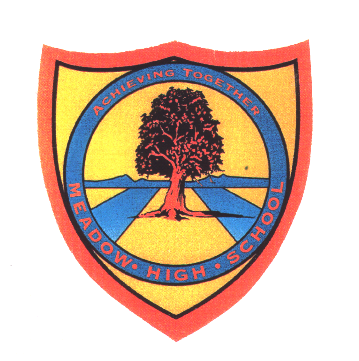 ACHIEVING TOGETHER
MEADOW • HIGH • SCHOOL